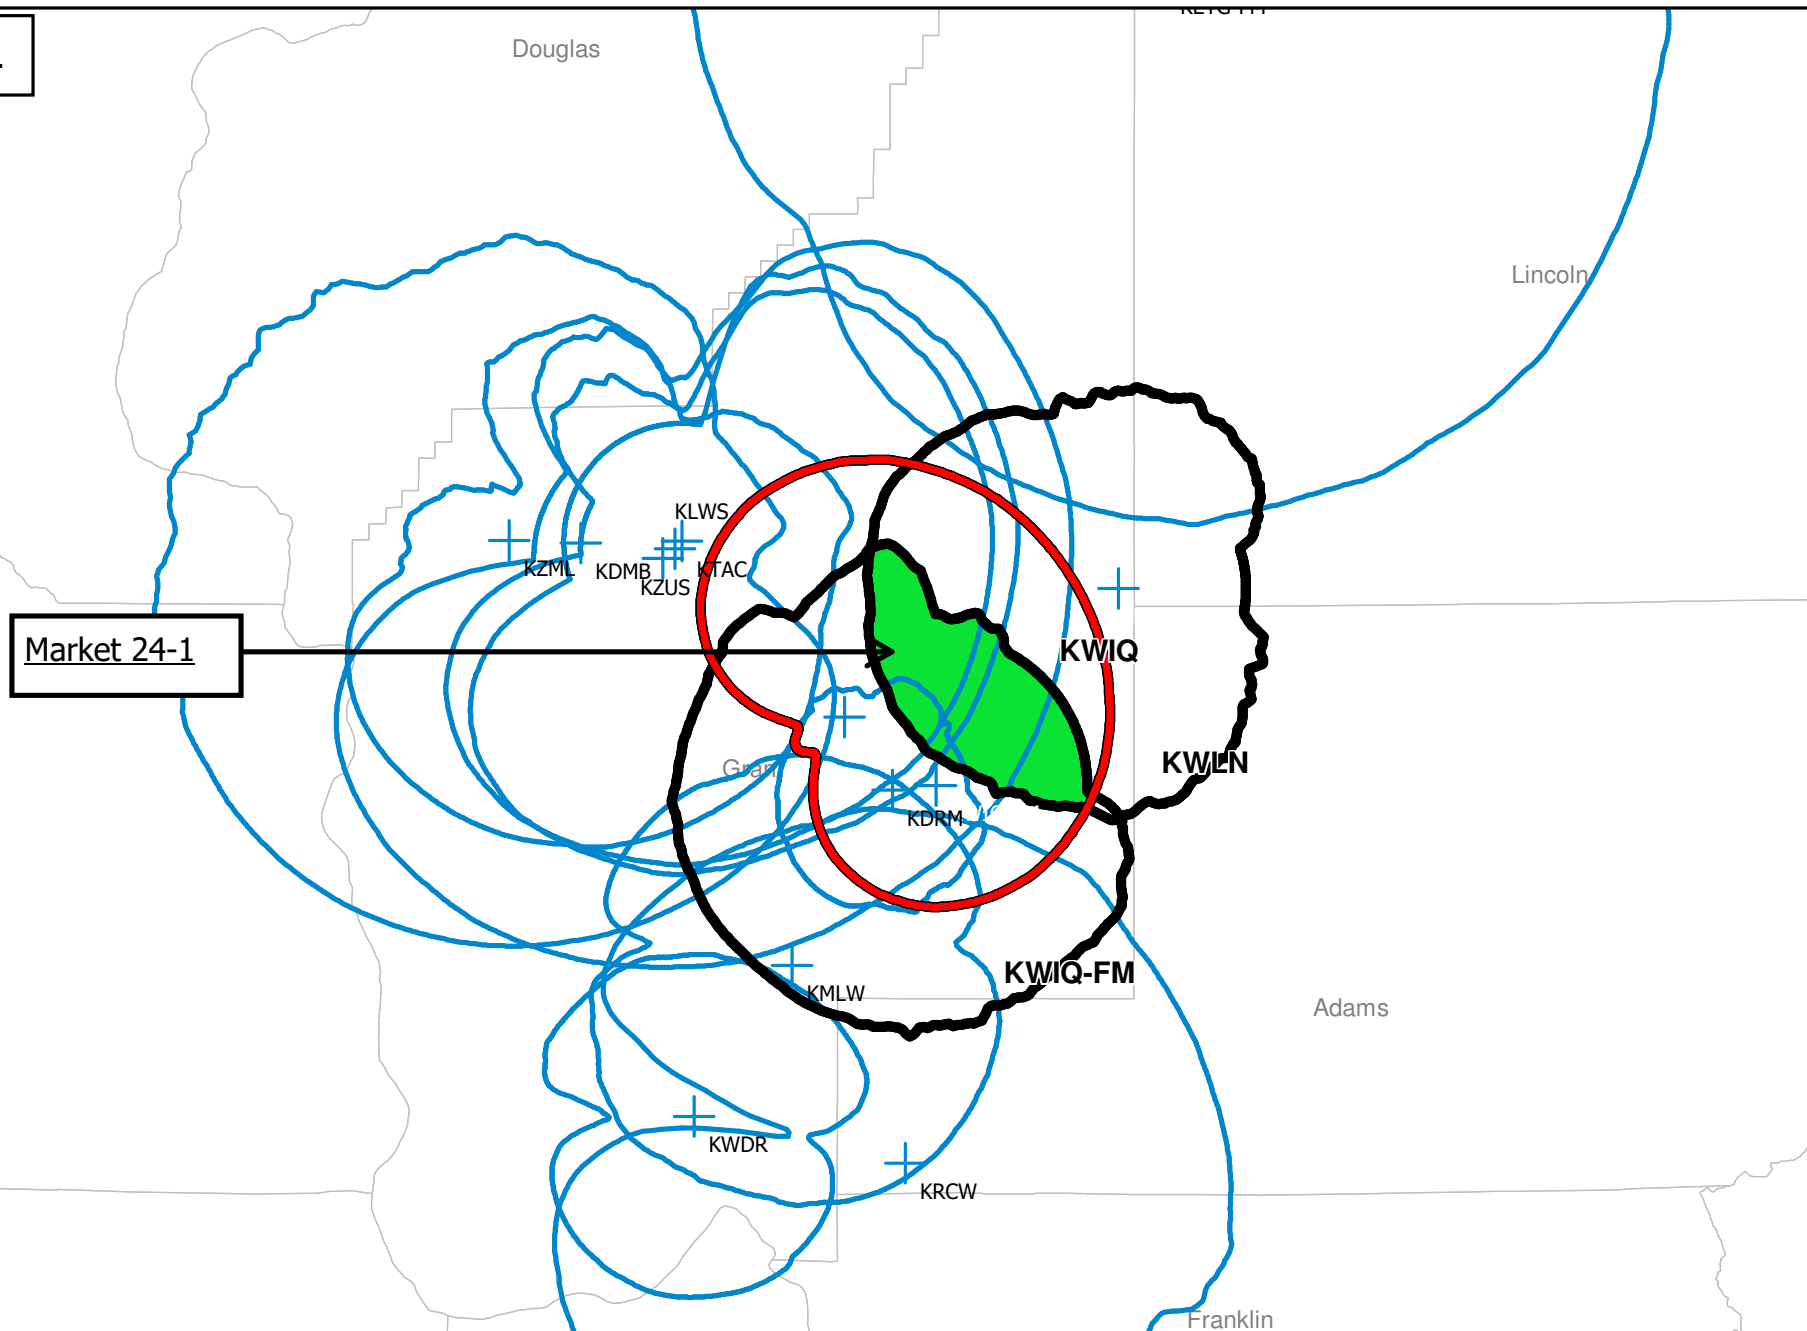 Douglas
Lincoln
KLWS
KZML
KDMB
KTAC
KZUS
Market 24-1
KWIQ
KWLN
Gran
KDRM
KWIQ-FM
KMLW
Adams
KWDR
KRCW
Franklin